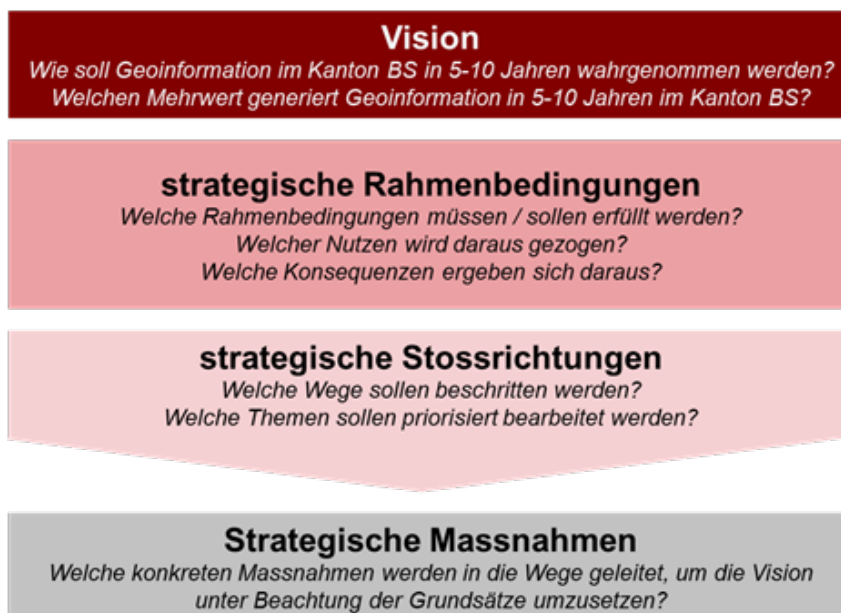 Vision
Wie soll Geoinformation im Kanton BS in 5-10 Jahren wahrgenommen werden?
Welchen Mehrwert generiert Geoinformation in 5-10 Jahren im Kanton BS?
strategische Rahmenbedingungen
Welche Rahmenbedingungen müssen / sollen erfüllt werden?
Welcher Nutzen wird daraus gezogen?
Welche Konsequenzen ergeben sich daraus?
strategische Stossrichtungen
Welche Wege sollen beschritten werden?
Welche Themen sollen priorisiert bearbeitet werden?
Strategische Massnahmen
Welche konkreten Massnahmen werden in die Wege geleitet, um die Vision
unter Beachtung der Grundsätze umzusetzen?